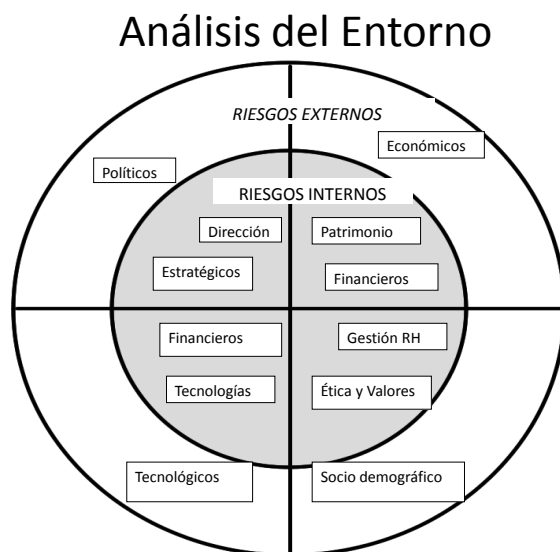 Análisis del Entorno
RIESGOS EXTERNOS
Económicos
Políticos
RIESGOS INTERNOS
Dirección
Patrimonio
Estratégicos
Financieros
Financieros
Gestión RH
Tecnologías
Ética y Valores
Tecnológicos
Socio demográfico